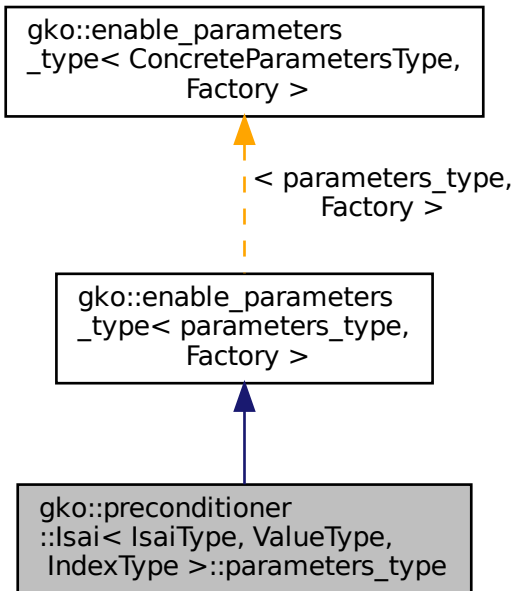 gko::enable_parameters
_type< ConcreteParametersType,
Factory >
< parameters_type,
Factory >
gko::enable_parameters
_type< parameters_type,
Factory >
gko::preconditioner
::Isai< IsaiType, ValueType,
IndexType >::parameters_type